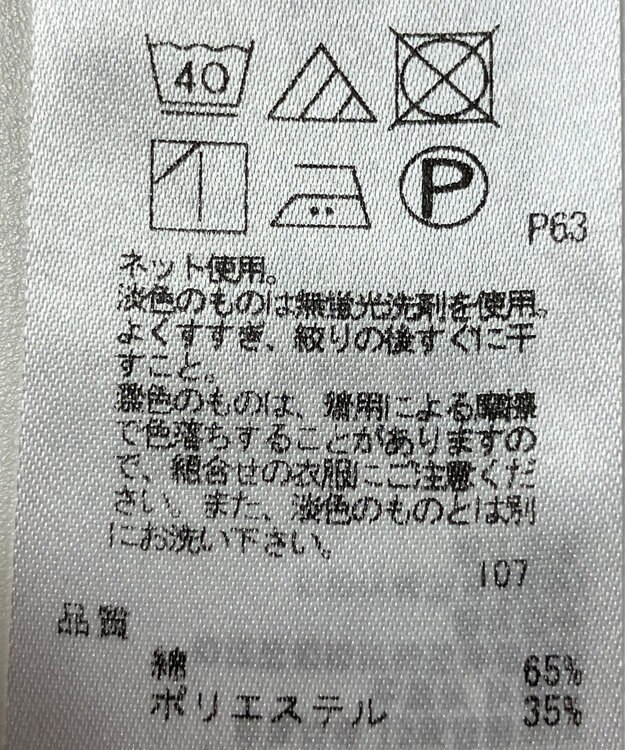 40
P
P63
ネット使用。
淡色のものは無蛍光洗剤を使用。
よくすすぎ、絞りの後すぐに干
すこと。
濃色のものは、着用による摩擦
で色落ちすることがありますの
で、組合せの衣服にご注意くだ
さい。また、淡色のものとは別
にお洗い下さい。
107
品質
綿 65%
ポリエステル 35%